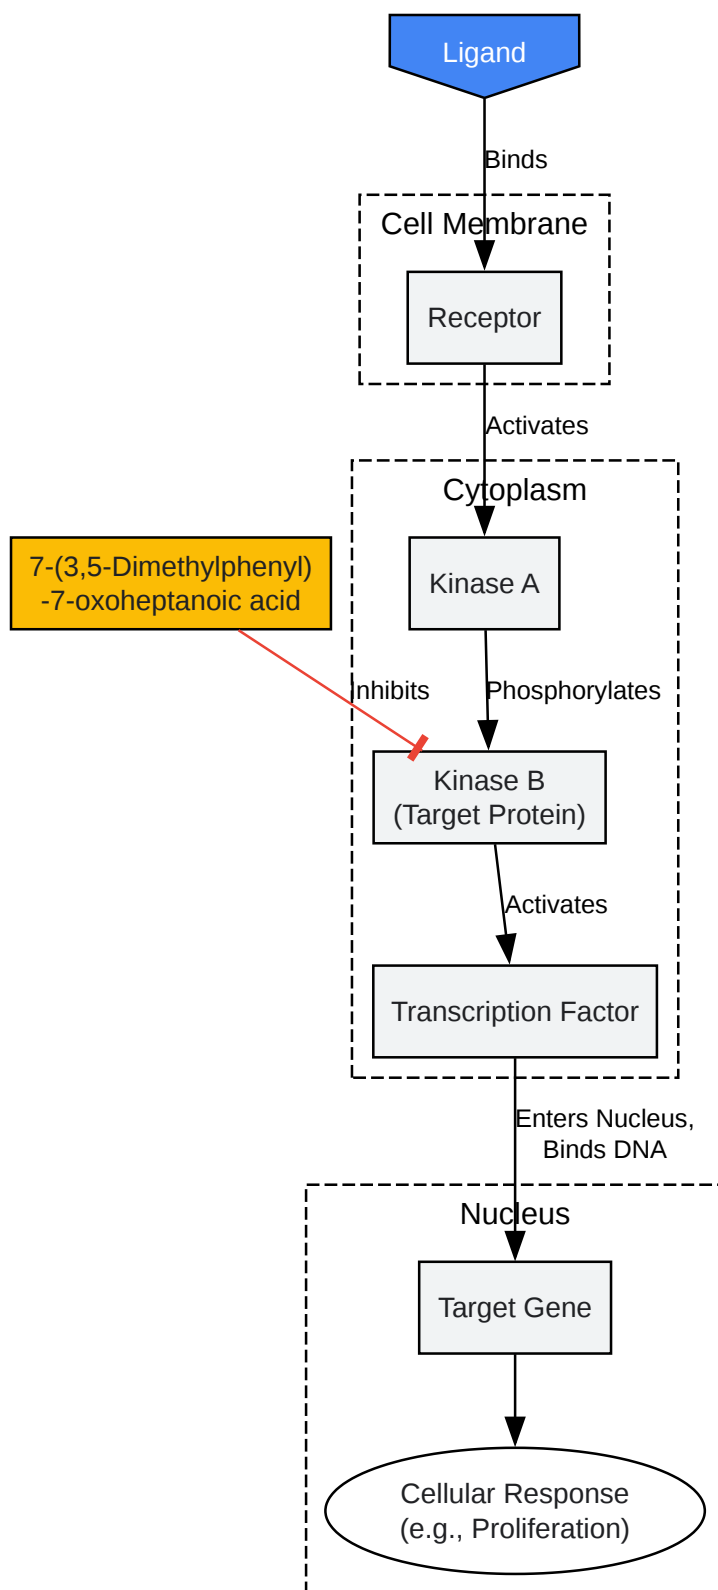 Ligand
Binds
Cell Membrane
Receptor
Activates
Cytoplasm
7-(3,5-Dimethylphenyl)
-7-oxoheptanoic acid
Kinase A
Inhibits
Phosphorylates
Kinase B
(Target Protein)
Activates
Transcription Factor
Enters Nucleus,
Binds DNA
Nucleus
Target Gene
Cellular Response
(e.g., Proliferation)